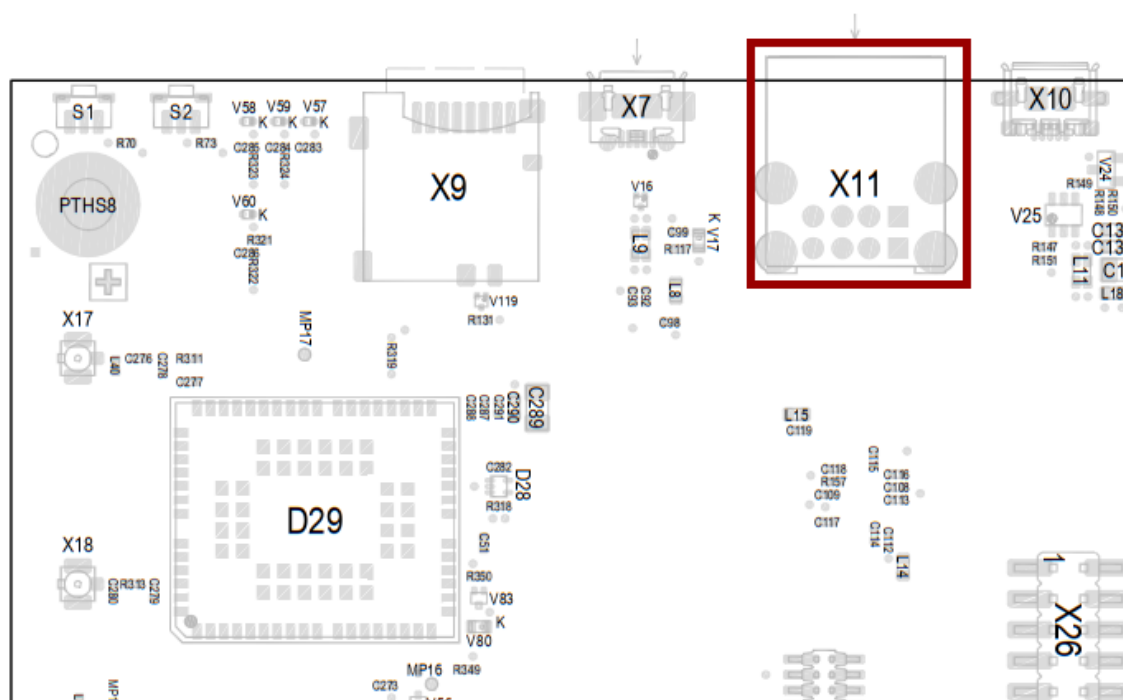 S1
S2
V58
V59
V57
K
K
K
X9
X7
X11
X10
R70
R73
C285
C284
C283
R323
R324
PTHS8
V60
K
R321
C286
R322
V16
C99
L9
R117
K V17
C93
C92
L8
C98
V24
R149
R148
R150
V25
C13
C13
R147
R151
L11
C1
L18
X17
MP17
V119
R131
R319
L40
C276
C278
R311
C277
C288
C287
C291
C290
C289
L15
C119
C282
D28
R318
D29
C118
R157
C109
C117
C115
C116
C108
C113
C114
C112
L14
X18
C280
R313
C279
C51
R350
V83
K
V80
1
X26
MP16
R349
C273